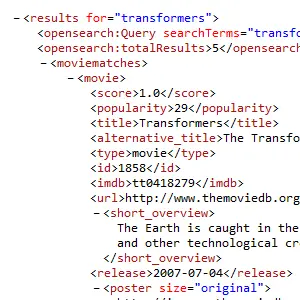 − <results for="transformers">
<opensearch:Query searchTerms="transfo
<opensearch:totalResults>5</opensearch
− <moviematches>
− <movie>
<score>1.0</score>
<popularity>29</popularity>
<title>Transformers</title>
<alternative_title>The Transfo
<type>movie</type>
<id>1858</id>
<imdb>tt0418279</imdb>
<url>http://www.themoviedb.org
− <short_overview>
The Earth is caught in the
and other technological cre
</short_overview>
<release>2007-07-04</release>
− <poster size="original">